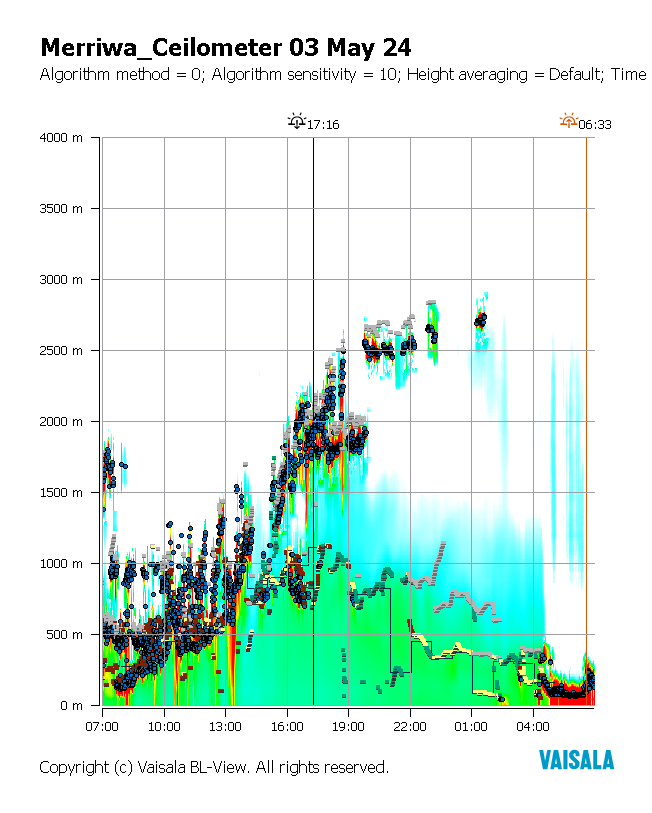 Merriwa_Ceilometer 03 May 24
Algorithm method = 0; Algorithm sensitivity = 10; Height averaging = Default; Time
17:16
06:33
4000 m
3500 m
3000 m
2500 m
2000 m
1500 m
1000 m
500 m
0 m
07:00 10:00 13:00 16:00 19:00 22:00 01:00 04:00
VAISALA
Copyright (c) Vaisala BL-View. All rights reserved.